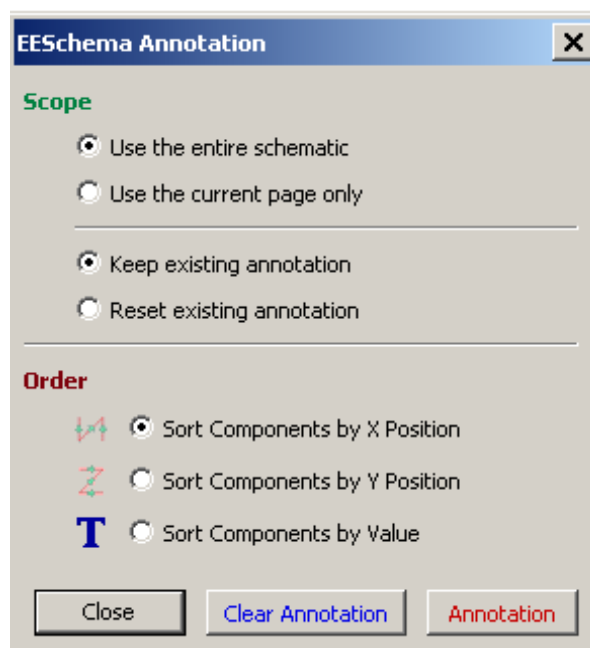 EESchema Annotation
Scope
Use the entire schematic
Use the current page only
Keep existing annotation
Reset existing annotation
Order
Sort Components by X Position
Sort Components by Y Position
T Sort Components by Value
Close Clear Annotation Annotation